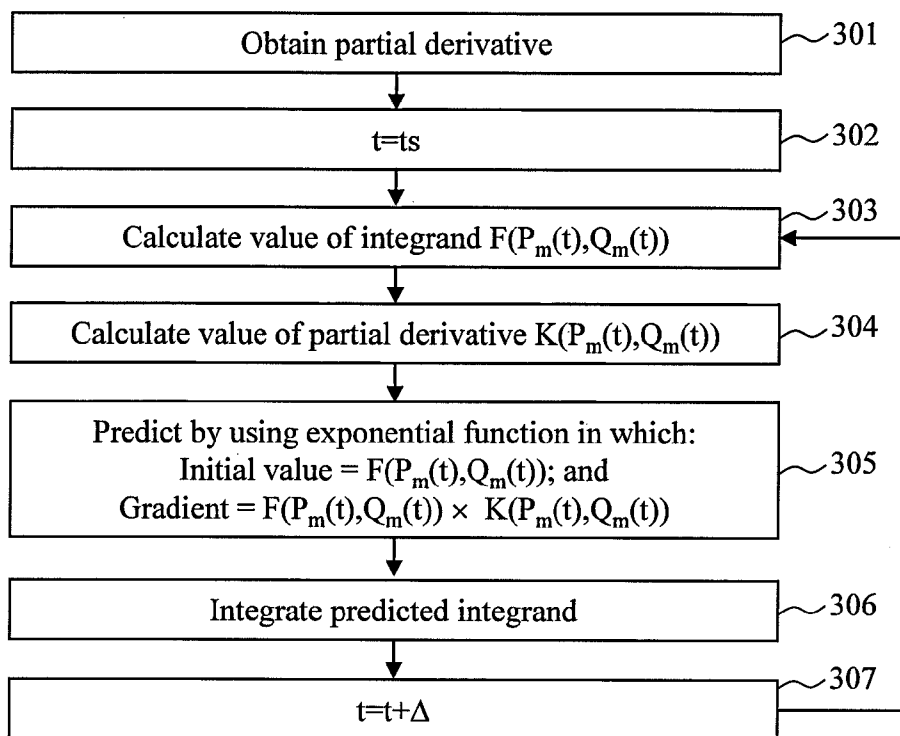 Obtain partial derivative
301
t=ts
302
Calculate value of integrand F(Pₘ(t),Qₘ(t))
303
Calculate value of partial derivative K(Pₘ(t),Qₘ(t))
304
Predict by using exponential function in which:
Initial value = F(Pₘ(t),Qₘ(t)); and
Gradient = F(Pₘ(t),Qₘ(t)) × K(Pₘ(t),Qₘ(t))
305
Integrate predicted integrand
306
t=t+Δ
307